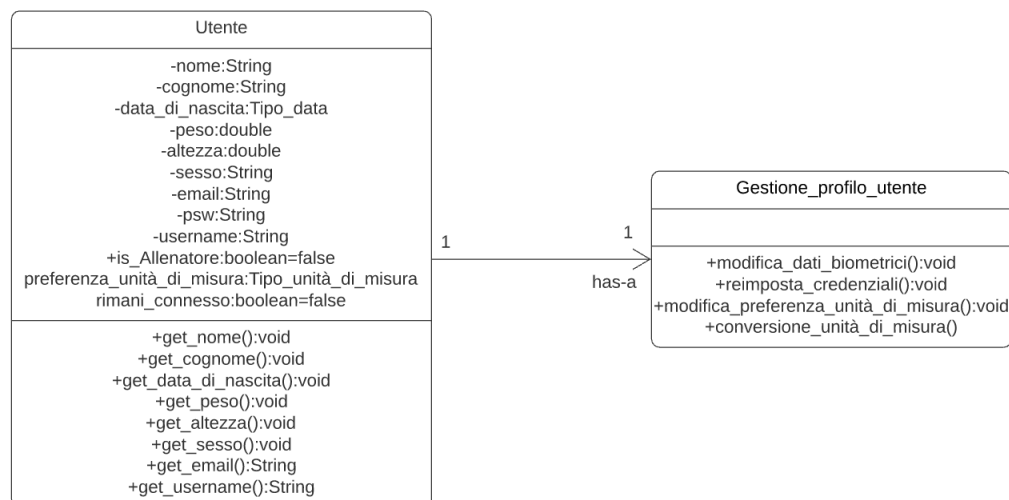 Utente
-nome:String
-cognome:String
-data_di_nascita:Tipo_data
-peso:double
-altezza:double
-sesso:String
-email:String
-psw:String
-username:String
+is_Allenatore:boolean=false
preferenza_unità_di_misura:Tipo_unità_di_misura
rimani_connesso:boolean=false
+get_nome():void
+get_cognome():void
+get_data_di_nascita():void
+get_peso():void
+get_altezza():void
+get_sesso():void
+get_email():String
+get_username():String
1
1
has-a
Gestione_profilo_utente
+modifica_dati_biometrici():void
+reimposta_credenziali():void
+modifica_preferenza_unità_di_misura():void
+conversione_unità_di_misura()